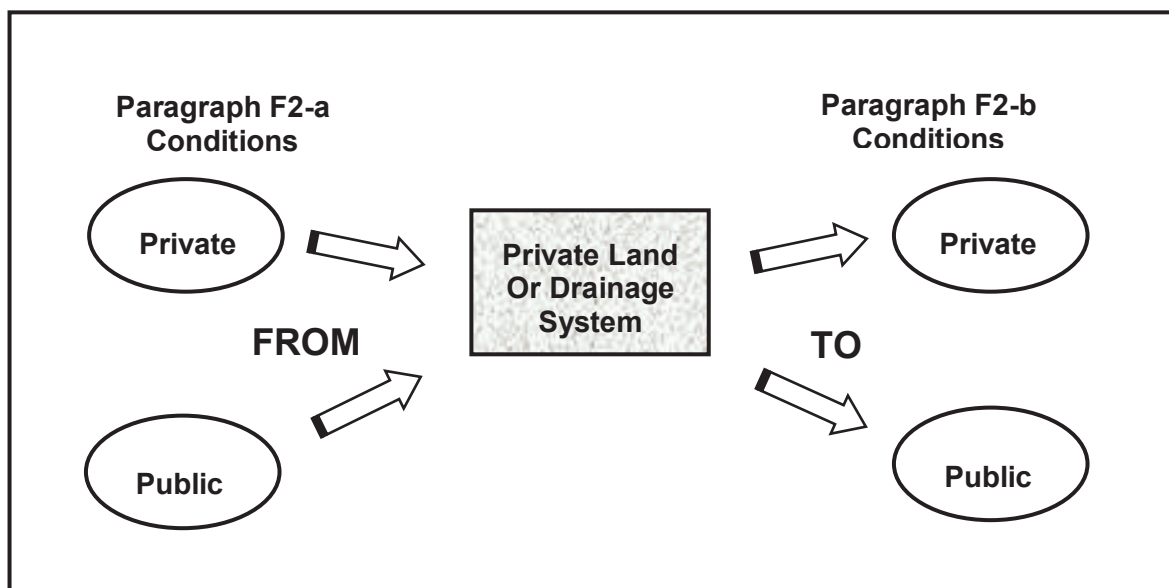 Paragraph F2-a
Conditions
Private
FROM
Public
Private Land
Or Drainage
System
Paragraph F2-b
Conditions
Private
TO
Public